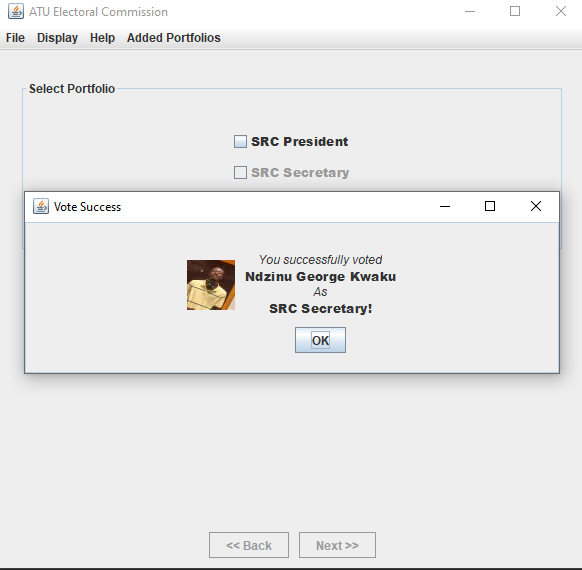 ATU Electoral Commission
File Display Help Added Portfolios
Select Portfolio
SRC President
SRC Secretary
Vote Success
You successfully voted
Ndzinu George Kwaku
As
SRC Secretary!
OK
<< Back Next >>